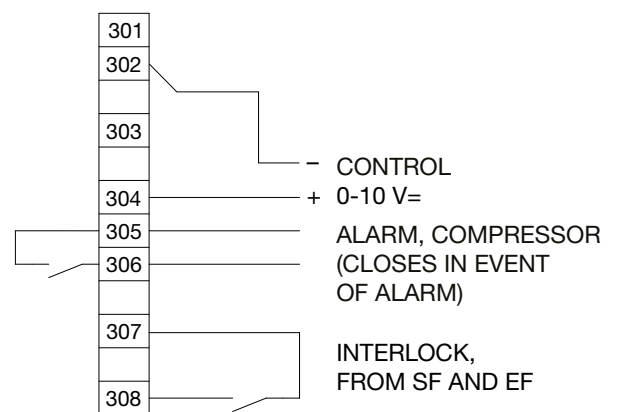 301
302
303
− CONTROL
304 + 0-10 V=
305 ALARM, COMPRESSOR
306 (CLOSES IN EVENT
OF ALARM)
307
INTERLOCK,
FROM SF AND EF
308